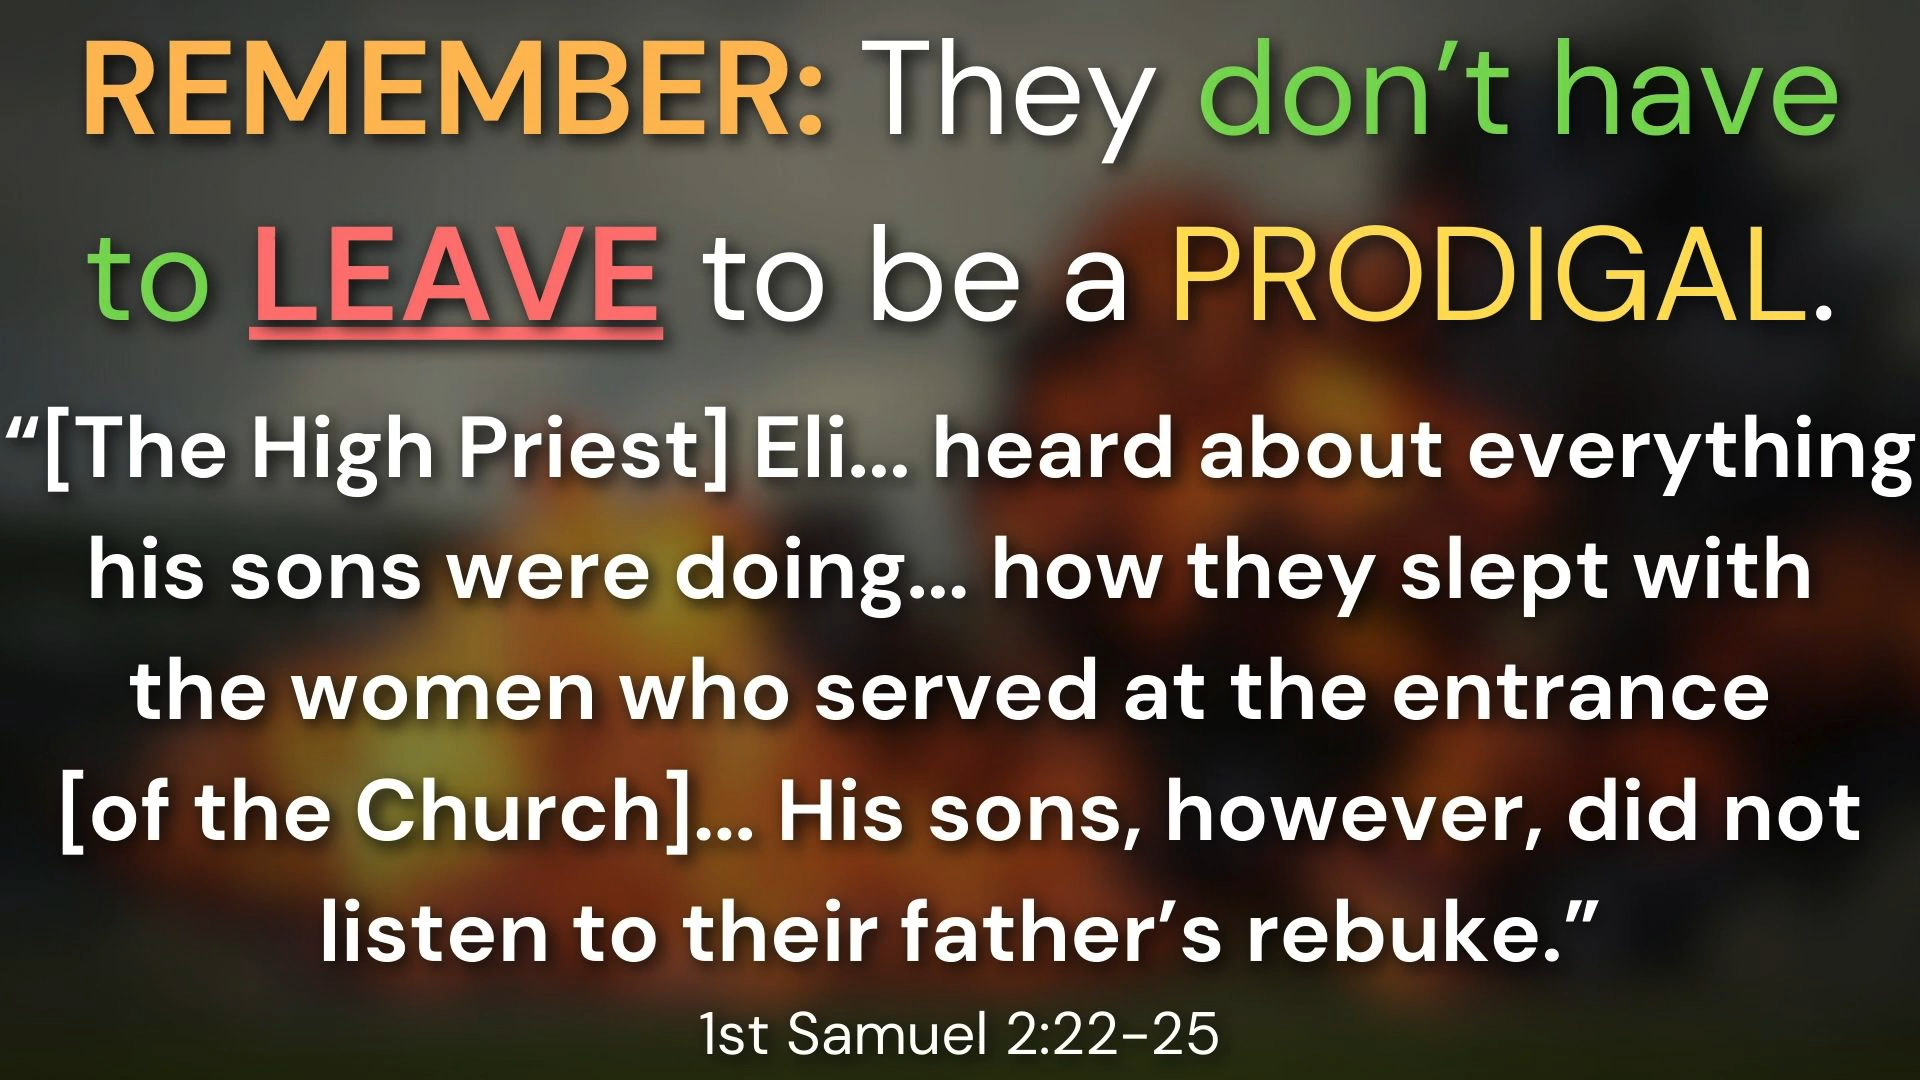 REMEMBER: They don’t have
to LEAVE to be a PRODIGAL.
“[The High Priest] Eli... heard about everything
his sons were doing... how they slept with
the women who served at the entrance
[of the Church]... His sons, however, did not
listen to their father’s rebuke.”
1st Samuel 2:22-25